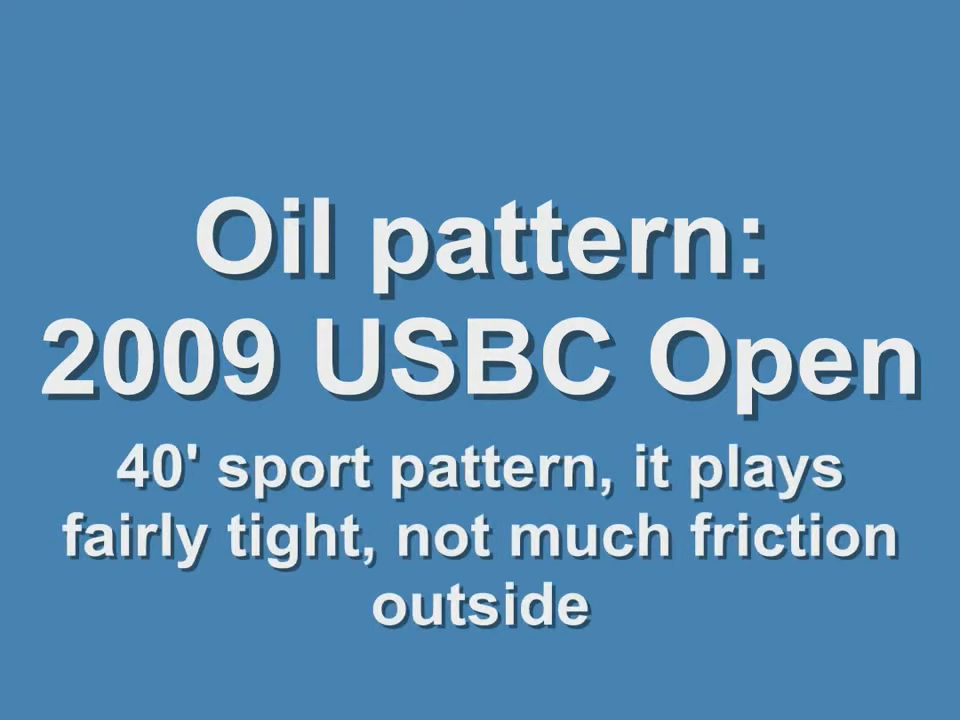 Oil pattern:
2009 USBC Open
40' sport pattern, it plays
fairly tight, not much friction
outside